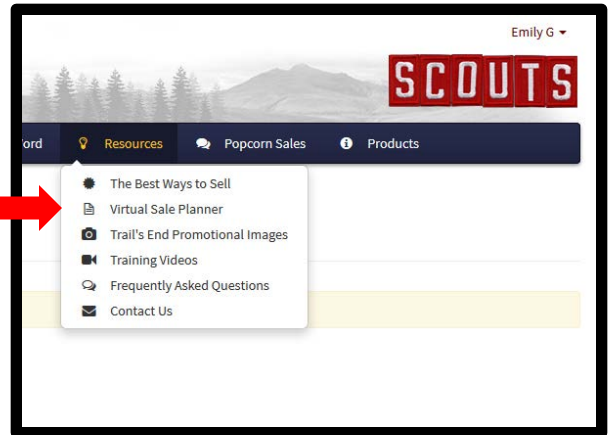 Emily G
SCOUTS
ord Resources Popcorn Sales Products
The Best Ways to Sell
Virtual Sale Planner
Trail's End Promotional Images
Training Videos
Frequently Asked Questions
Contact Us